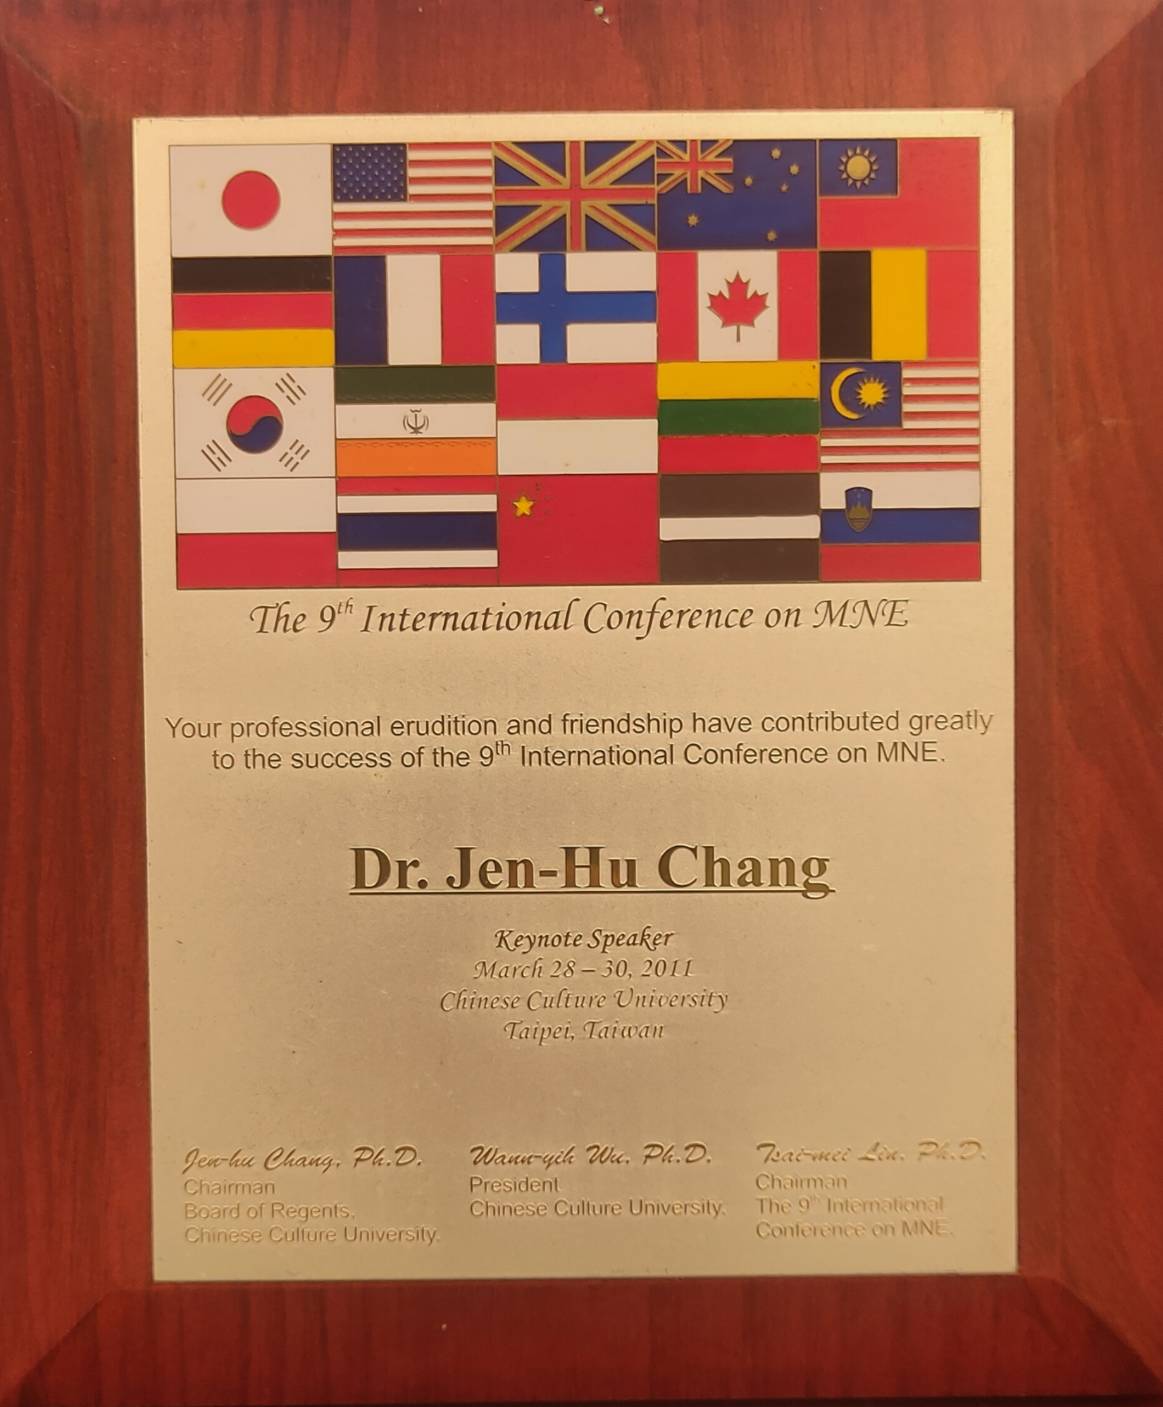 The 9th International Conference on MNE
Your professional erudition and friendship have contributed greatly
to the success of the 9th International Conference on MNE.
Dr. Jen-Hu Chang
Keynote Speaker
March 28 – 30, 2011
Chinese Culture University
Taipei, Taiwan
Jen-hu Chang, Ph.D.
Chairman
Board of Regents,
Chinese Culture University.
Wann-yih Wu, Ph.D.
President
Chinese Culture University.
Tsai-mei Lin, Ph.D.
Chairman
The 9th International
Conference on MNE.